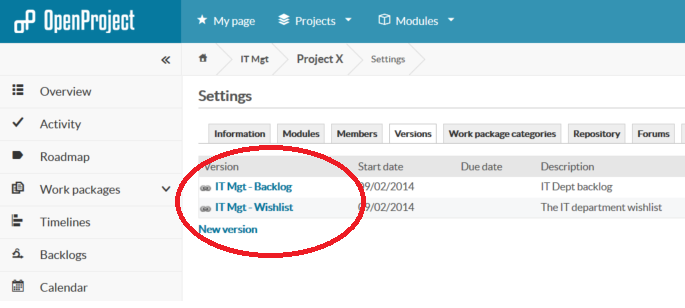 OpenProject
My page Projects Modules
«
IT Mgt Project X Settings
Overview
Activity
Roadmap
Work packages
Timelines
Backlogs
Calendar
Settings
Information Modules Members Versions Work package categories Repository Forums
Version Start date Due date Description
IT Mgt - Backlog 09/02/2014 IT Dept backlog
IT Mgt - Wishlist 09/02/2014 The IT department wishlist
New version